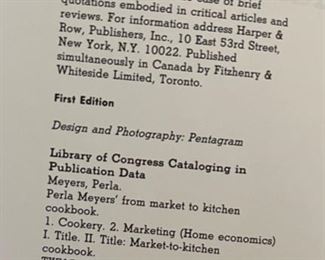 case of brief
quotations embodied in critical articles and
reviews. For information address Harper &
Row, Publishers, Inc., 10 East 53rd Street,
New York, N.Y. 10022. Published
simultaneously in Canada by Fitzhenry &
Whiteside Limited, Toronto.
First Edition
Design and Photography: Pentagram
Library of Congress Cataloging in
Publication Data
Meyers, Perla.
Perla Meyers' from market to kitchen
cookbook.
1. Cookery. 2. Marketing (Home economics)
I. Title. II. Title: Market-to-kitchen
cookbook.